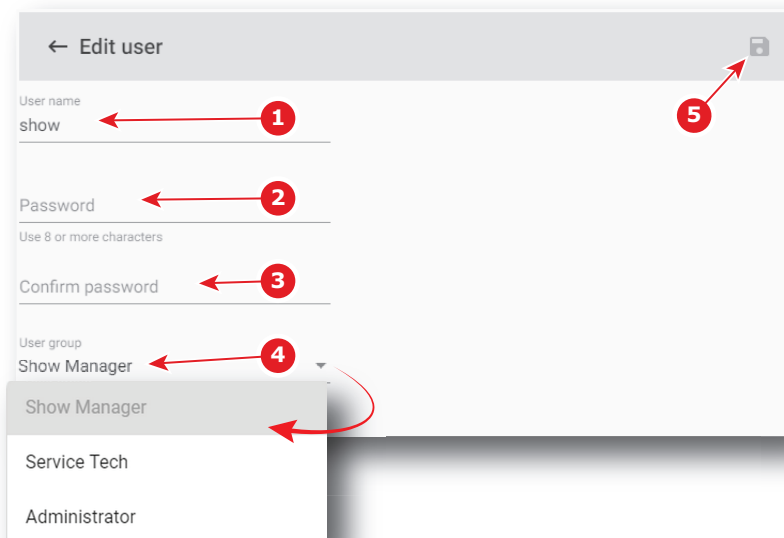 ← Edit user
5
User name
show
1
Password
2
Use 8 or more characters
Confirm password
3
User group
Show Manager
4
Show Manager
Service Tech
Administrator